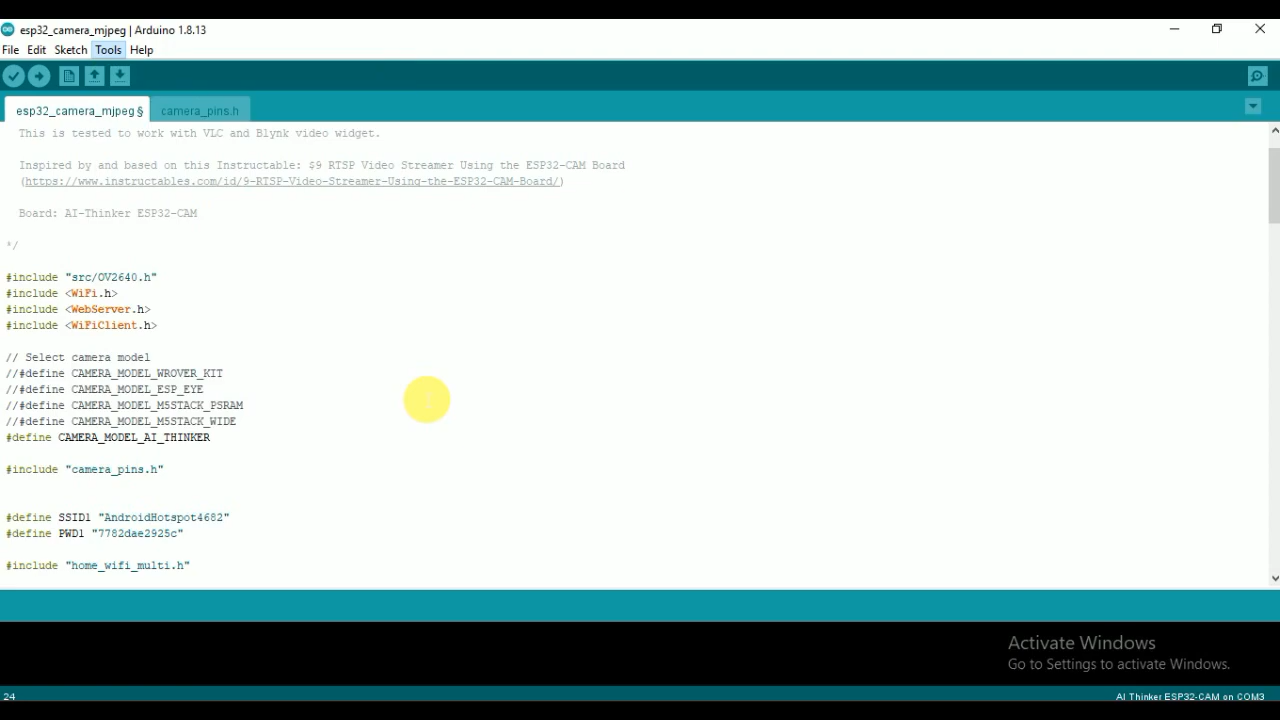 esp32_camera_mjpeg | Arduino 1.8.13
File Edit Sketch Tools Help
esp32_camera_mjpeg § camera_pins.h
This is tested to work with VLC and Blynk video widget.
Inspired by and based on this Instructable: $9 RTSP Video Streamer Using the ESP32-CAM Board
(https://www.instructables.com/id/9-RTSP-Video-Streamer-Using-the-ESP32-CAM-Board/)
Board: AI-Thinker ESP32-CAM
*/
#include "src/OV2640.h"
#include <WiFi.h>
#include <WebServer.h>
#include <WiFiClient.h>
// Select camera model
//#define CAMERA_MODEL_WROVER_KIT
//#define CAMERA_MODEL_ESP_EYE
//#define CAMERA_MODEL_M5STACK_PSRAM
//#define CAMERA_MODEL_M5STACK_WIDE
#define CAMERA_MODEL_AI_THINKER
#include "camera_pins.h"
#define SSID1 "AndroidHotspot4682"
#define PWD1 "7782dae2925c"
#include "home_wifi_multi.h"
Activate Windows
Go to Settings to activate Windows.
24 AI Thinker ESP32-CAM on COM3